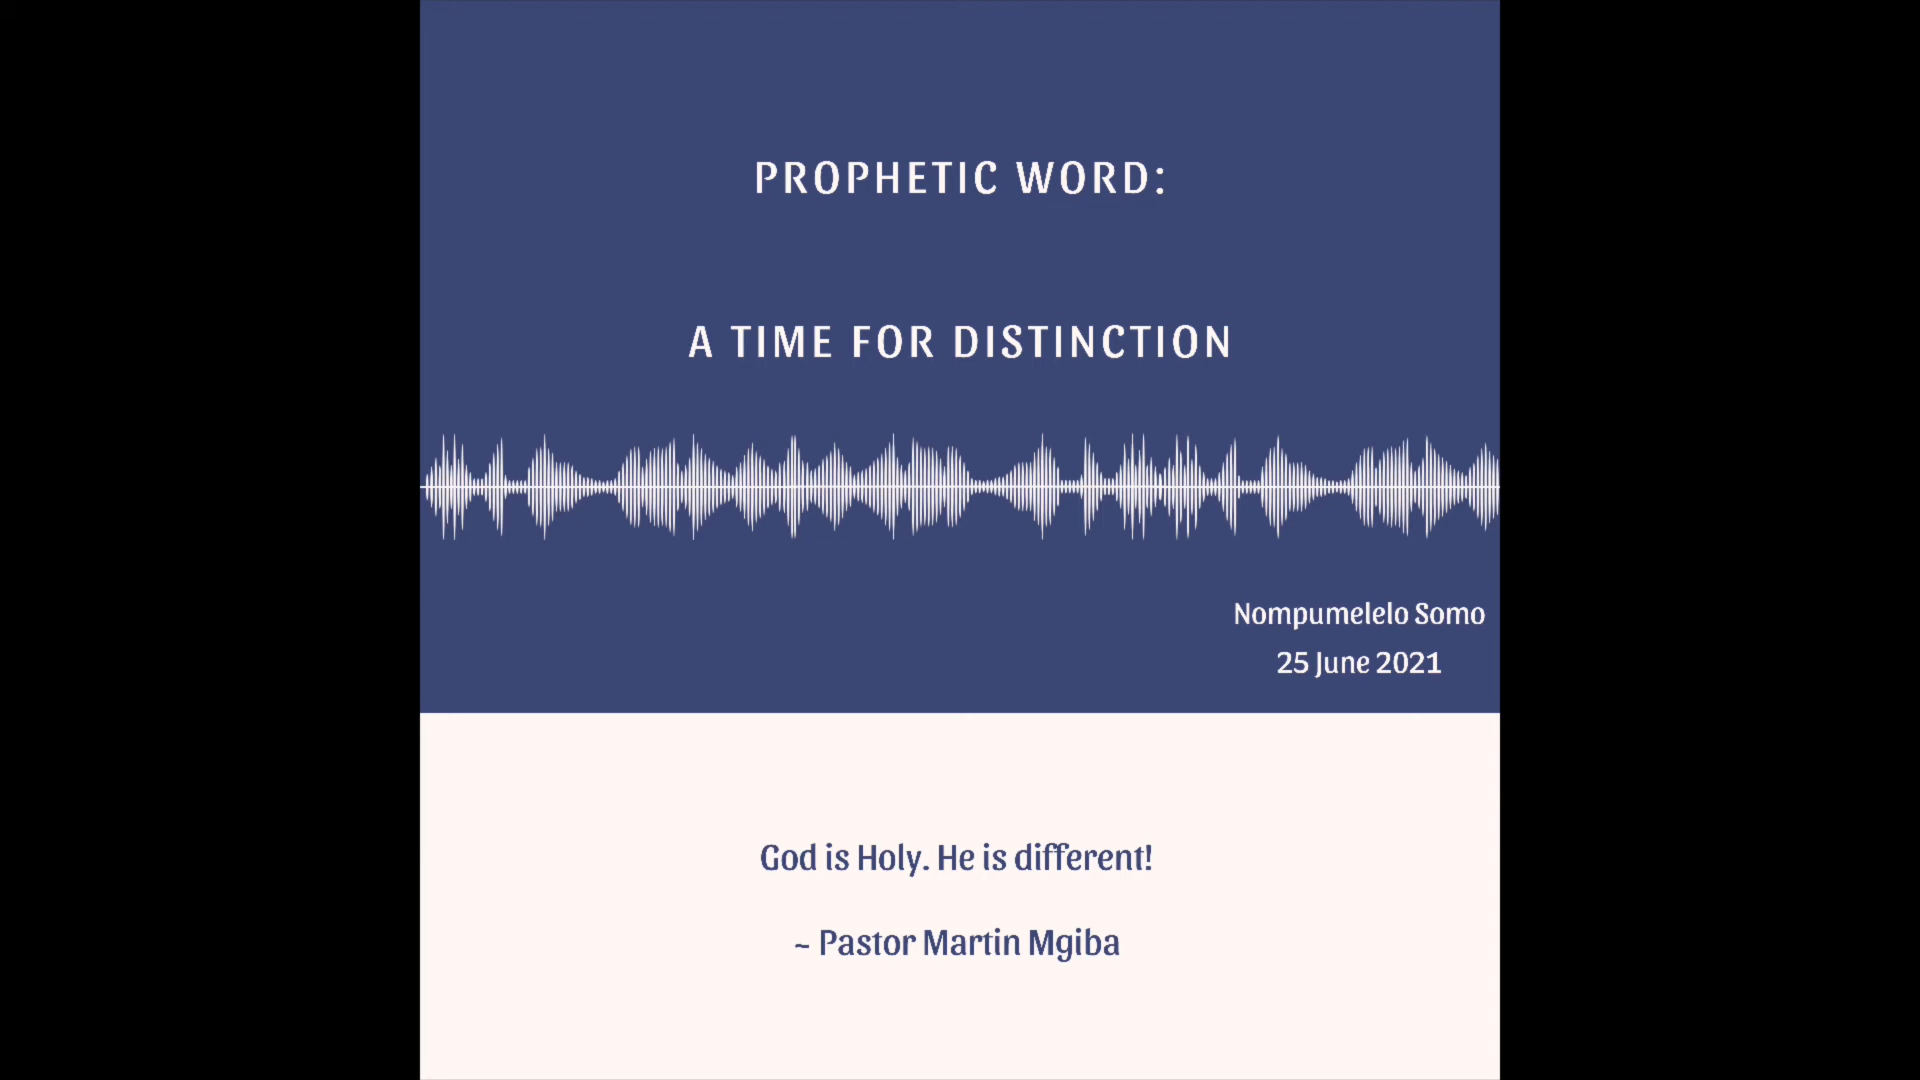 PROPHETIC WORD:
A TIME FOR DISTINCTION
Nompumelelo Somo
25 June 2021
God is Holy. He is different!
~ Pastor Martin Mgiba